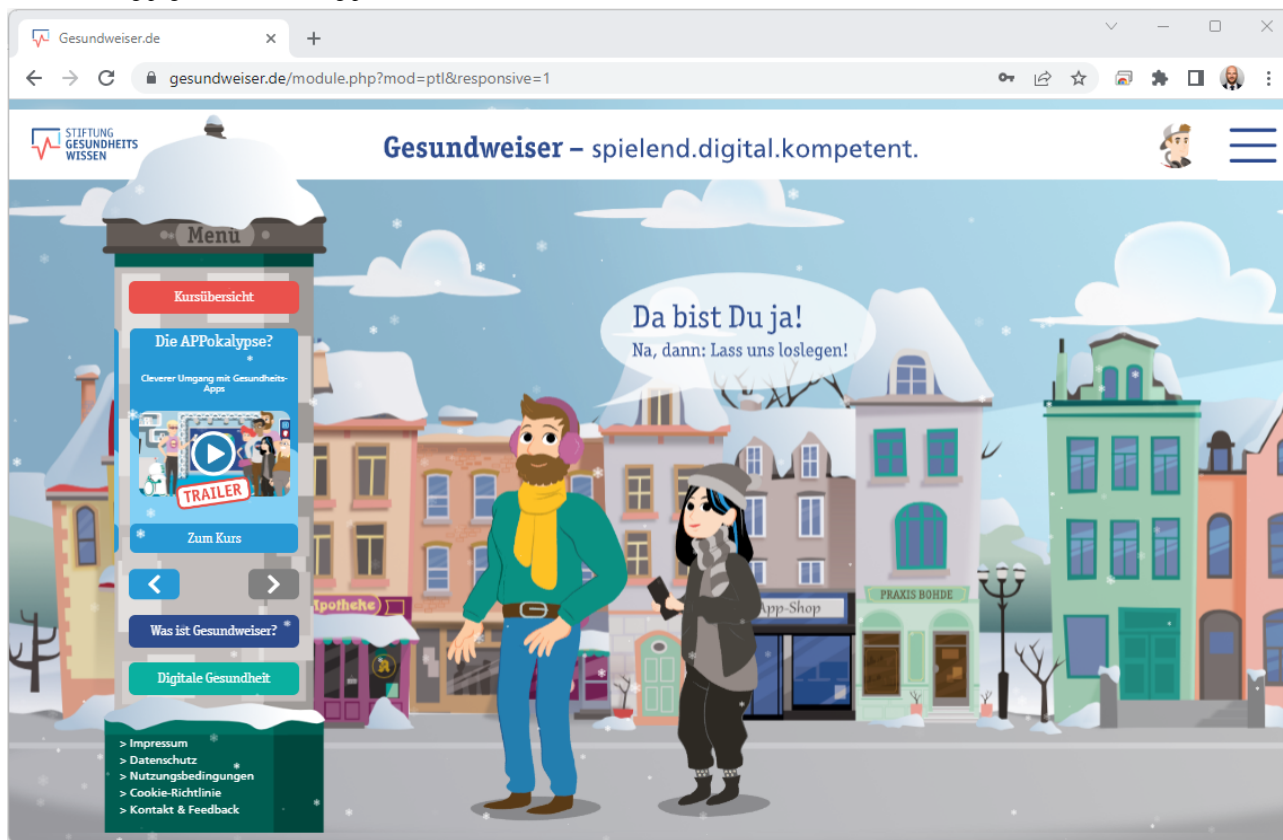 Gesundweiser.de
gesundweiser.de/module.php?mod=ptl&responsive=1
STIFTUNG
GESUNDHEITS
WISSEN
Gesundweiser – spielend.digital.kompetent.
Menü
Kursübersicht
Die APPokalypse?
Cleverer Umgang mit Gesundheits-
Apps
TRAILER
Zum Kurs
Was ist Gesundweiser?
Digitale Gesundheit
> Impressum
> Datenschutz
> Nutzungsbedingungen
> Cookie-Richtlinie
> Kontakt & Feedback
Da bist Du ja!
Na, dann: Lass uns loslegen!
Apotheke
App-Shop
PRAXIS BOHDE